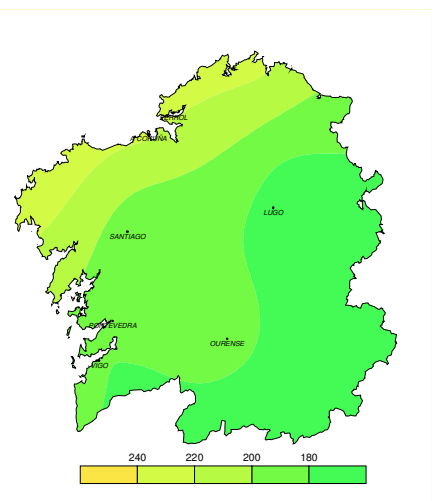 FERROL
A CORUÑA
LUGO
SANTIAGO
PONTEVEDRA
OURENSE
VIGO
240 220 200 180